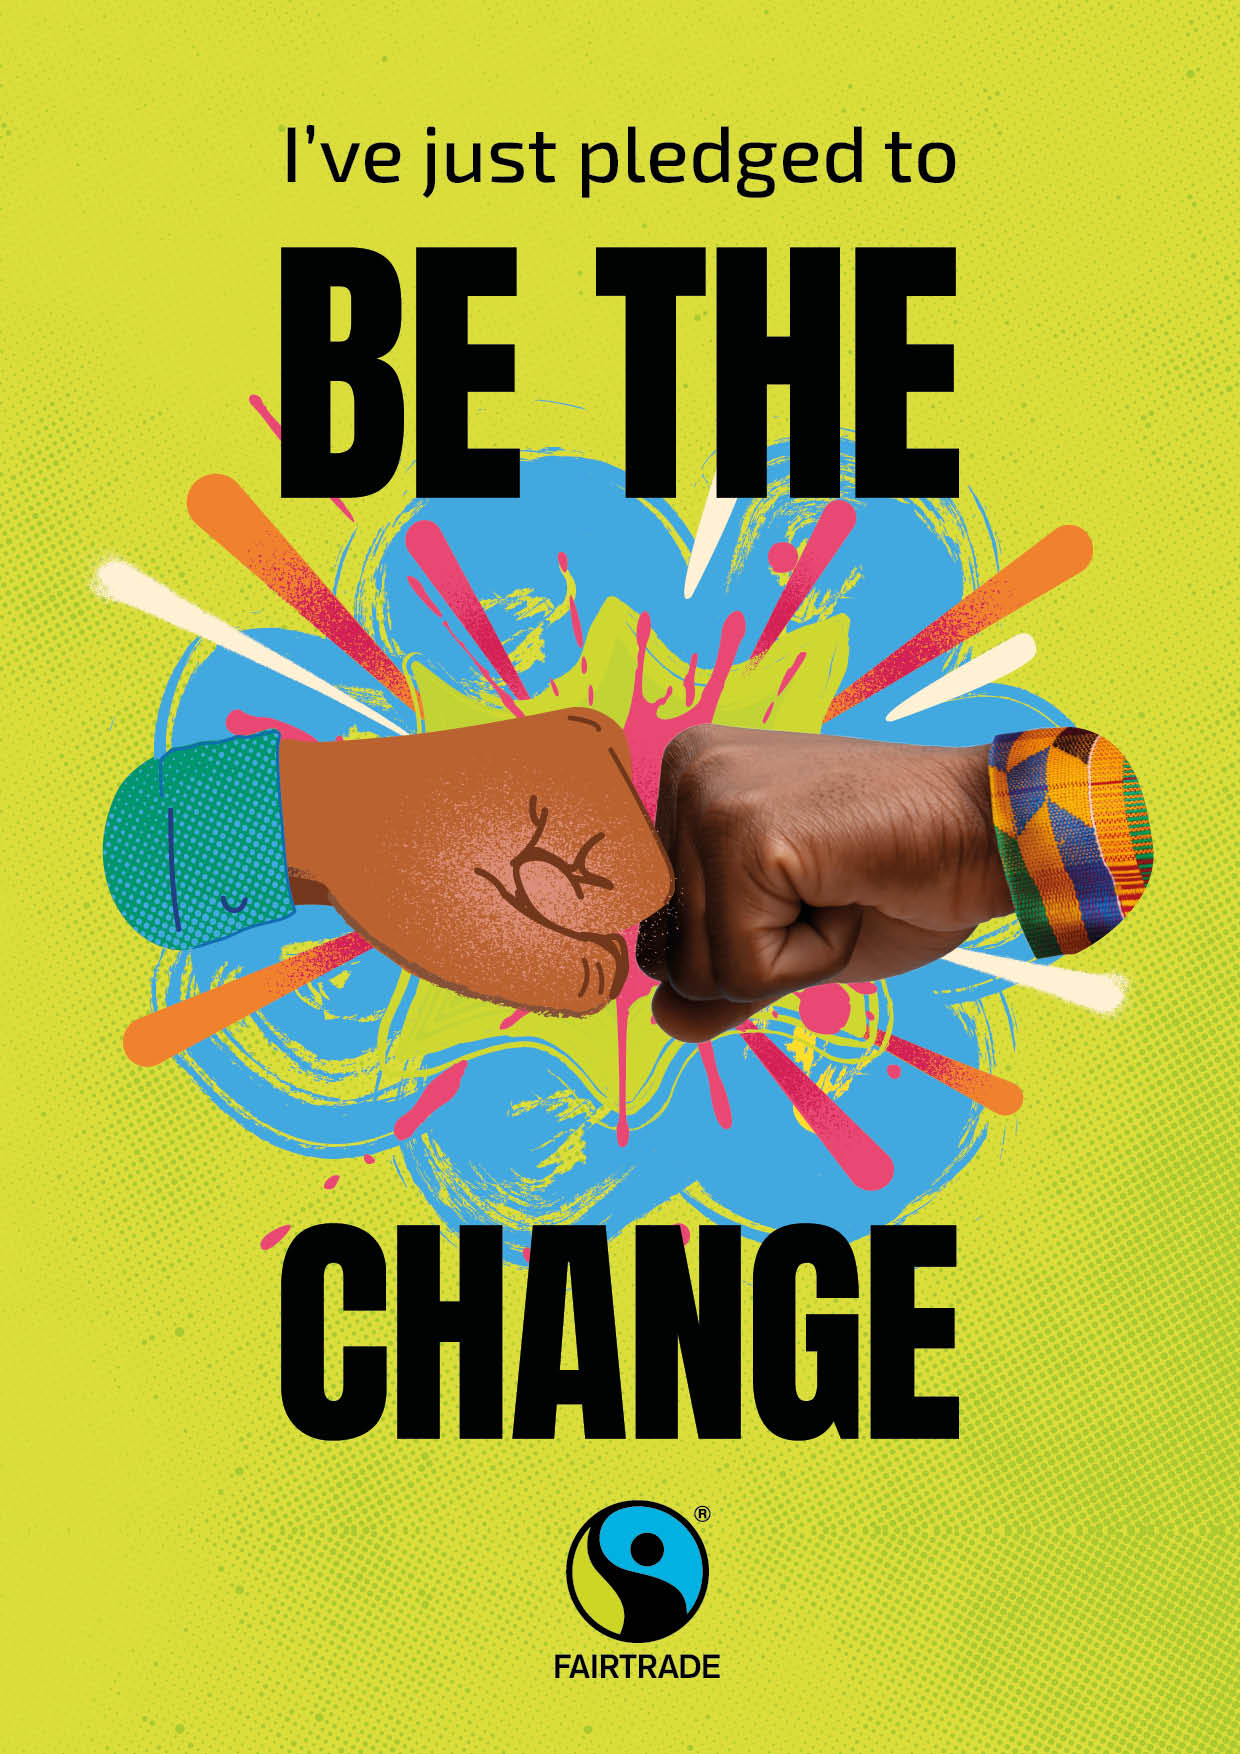 I’ve just pledged to
BE THE
CHANGE
®
FAIRTRADE